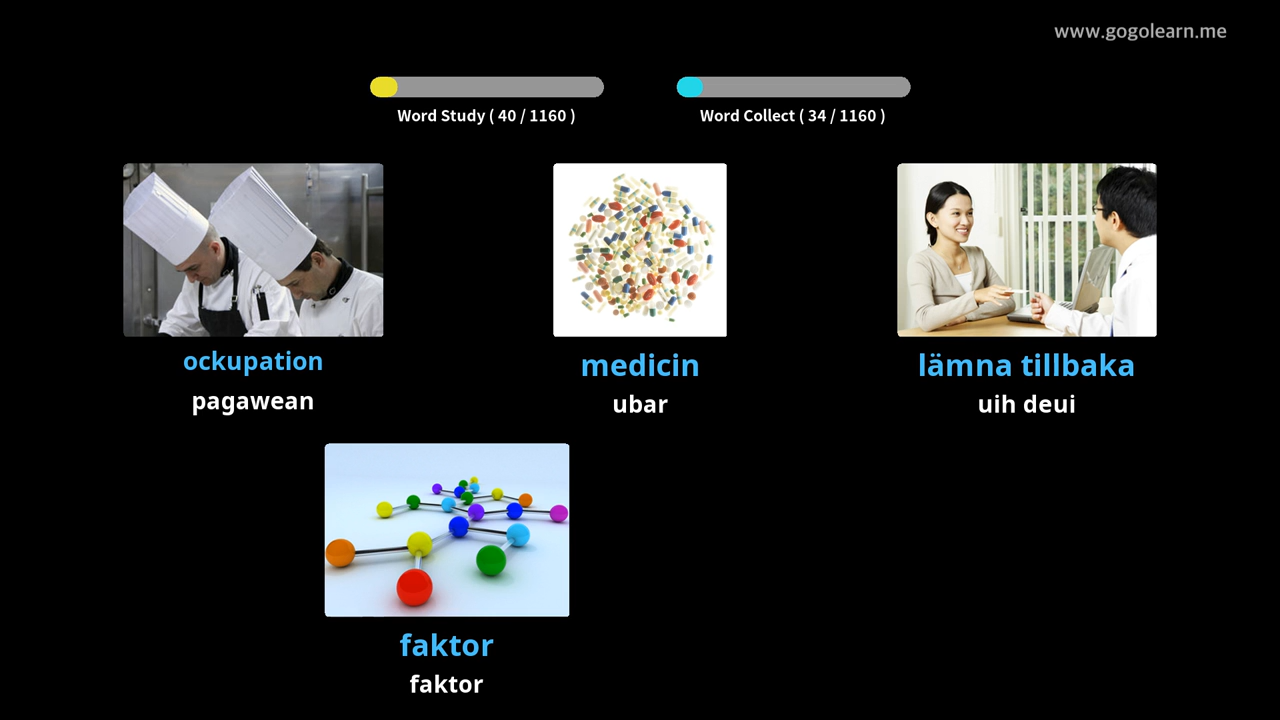 www.gogolearn.me
Word Study ( 40 / 1160 )
Word Collect ( 34 / 1160 )
ockupation
pagawean
medicin
ubar
lämna tillbaka
uih deui
faktor
faktor